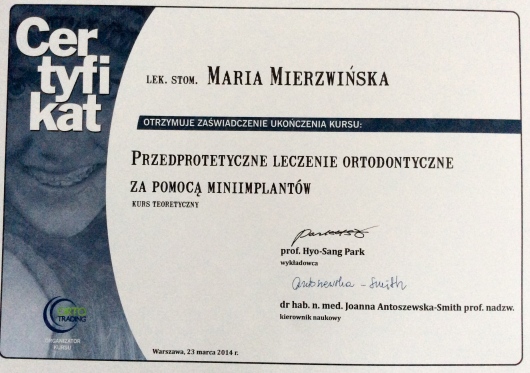 Cer
tyfi
kat
LEK. STOM. MARIA MIERZWIŃSKA
OTRZYMUJE ZAŚWIADCZENIE UKOŃCZENIA KURSU:
PRZEDPROTETYCZNE LECZENIE ORTODONTYCZNE
ZA POMOCĄ MINIIMPLANTÓW
KURS TEORETYCZNY
prof. Hyo-Sang Park
wykładowca
Antoszewska-Smith
dr hab. n. med. Joanna Antoszewska-Smith prof. nadzw.
kierownik naukowy
ORTO
TRADING
ORGANIZATOR
KURSU
Warszawa, 23 marca 2014 r.